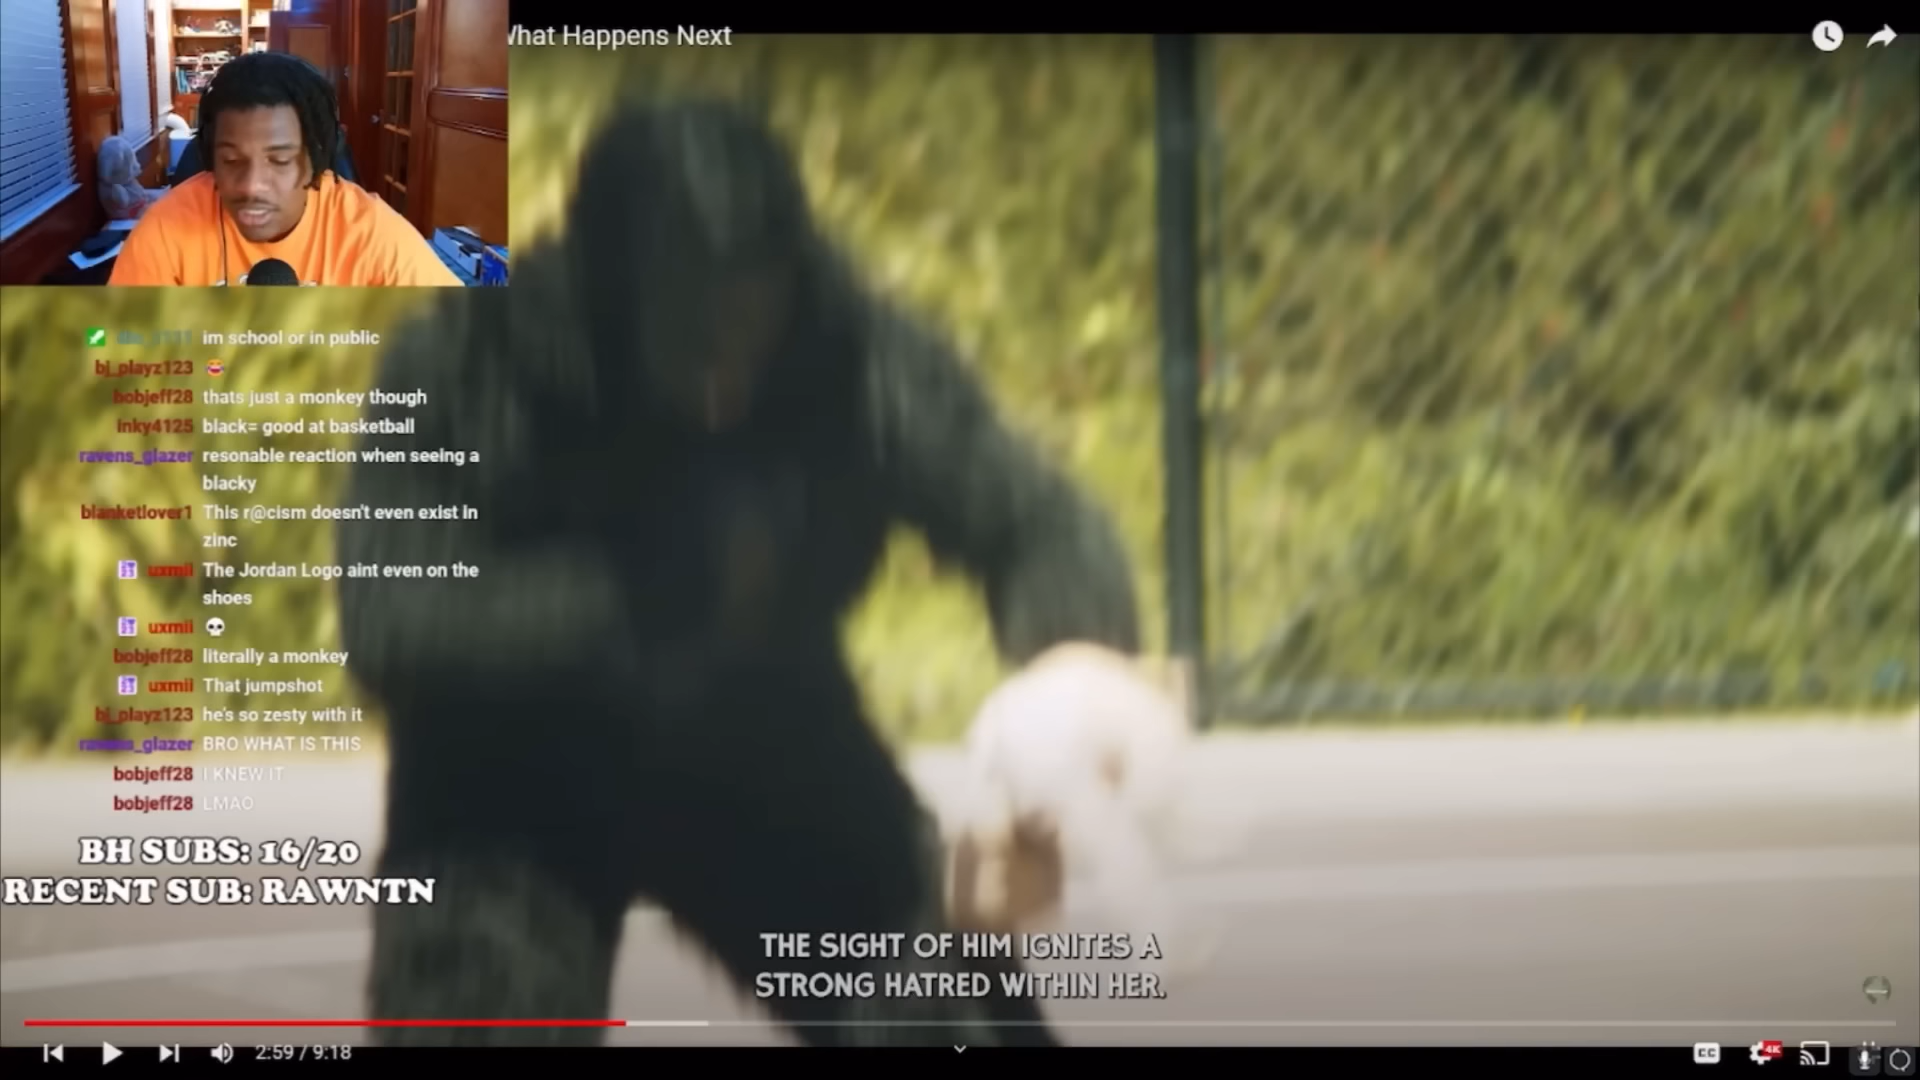 What Happens Next
im school or in public
bj_playz123
bobjeff28 thats just a monkey though
inky4125 black= good at basketball
ravens_glazer resonable reaction when seeing a
blacky
blanketlover1 This r@cism doesn't even exist in
zinc
uxmii The Jordan Logo aint even on the
shoes
uxmii 💀
bobjeff28 literally a monkey
uxmii That jumpshot
bj_playz123 he's so zesty with it
ravens_glazer BRO WHAT IS THIS
bobjeff28 I KNEW IT
bobjeff28 LMAO
BH SUBS: 16/20
RECENT SUB: RAWNTN
THE SIGHT OF HIM IGNITES A
STRONG HATRED WITHIN HER.
2:59 / 9:18
CC
4K